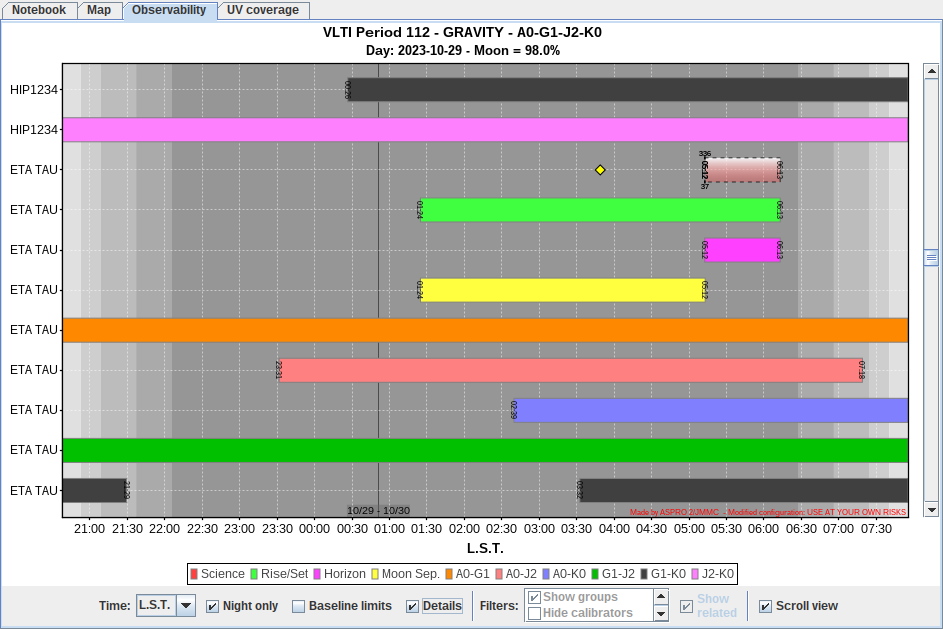 Notebook Map Observability UV coverage
VLTI Period 112 - GRAVITY - A0-G1-J2-K0
Day: 2023-10-29 - Moon = 98.0%
HIP1234
HIP1234
336
ETA TAU 05:12 06:13
37
ETA TAU 01:24 06:13
ETA TAU 05:12 06:13
ETA TAU 01:24 05:12
ETA TAU
ETA TAU 23:31 07:18
ETA TAU 02:39
ETA TAU
ETA TAU 21:29 03:32
10/29 - 10/30
Made by ASPRO 2/JMMC - Modified configuration: USE AT YOUR OWN RISKS
21:00 21:30 22:00 22:30 23:00 23:30 00:00 00:30 01:00 01:30 02:00 02:30 03:00 03:30 04:00 04:30 05:00 05:30 06:00 06:30 07:00 07:30
L.S.T.
Science Rise/Set Horizon Moon Sep. A0-G1 A0-J2 A0-K0 G1-J2 G1-K0 J2-K0
Time: L.S.T. Night only Baseline limits Details Filters: Show groups Show Scroll view
Hide calibrators related